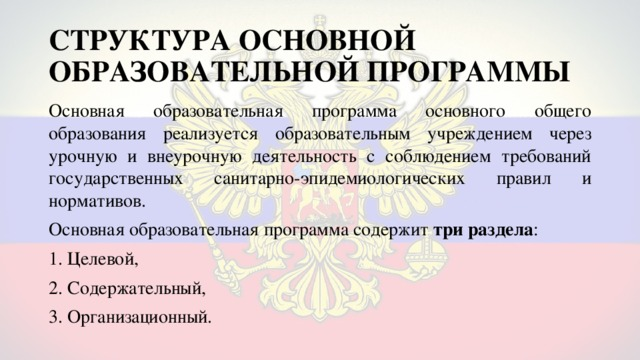 СТРУКТУРА ОСНОВНОЙ
ОБРАЗОВАТЕЛЬНОЙ ПРОГРАММЫ
Основная образовательная программа основного общего
образования реализуется образовательным учреждением через
урочную и внеурочную деятельность с соблюдением требований
государственных санитарно-эпидемиологических правил и
нормативов.
Основная образовательная программа содержит три раздела:
1. Целевой,
2. Содержательный,
3. Организационный.